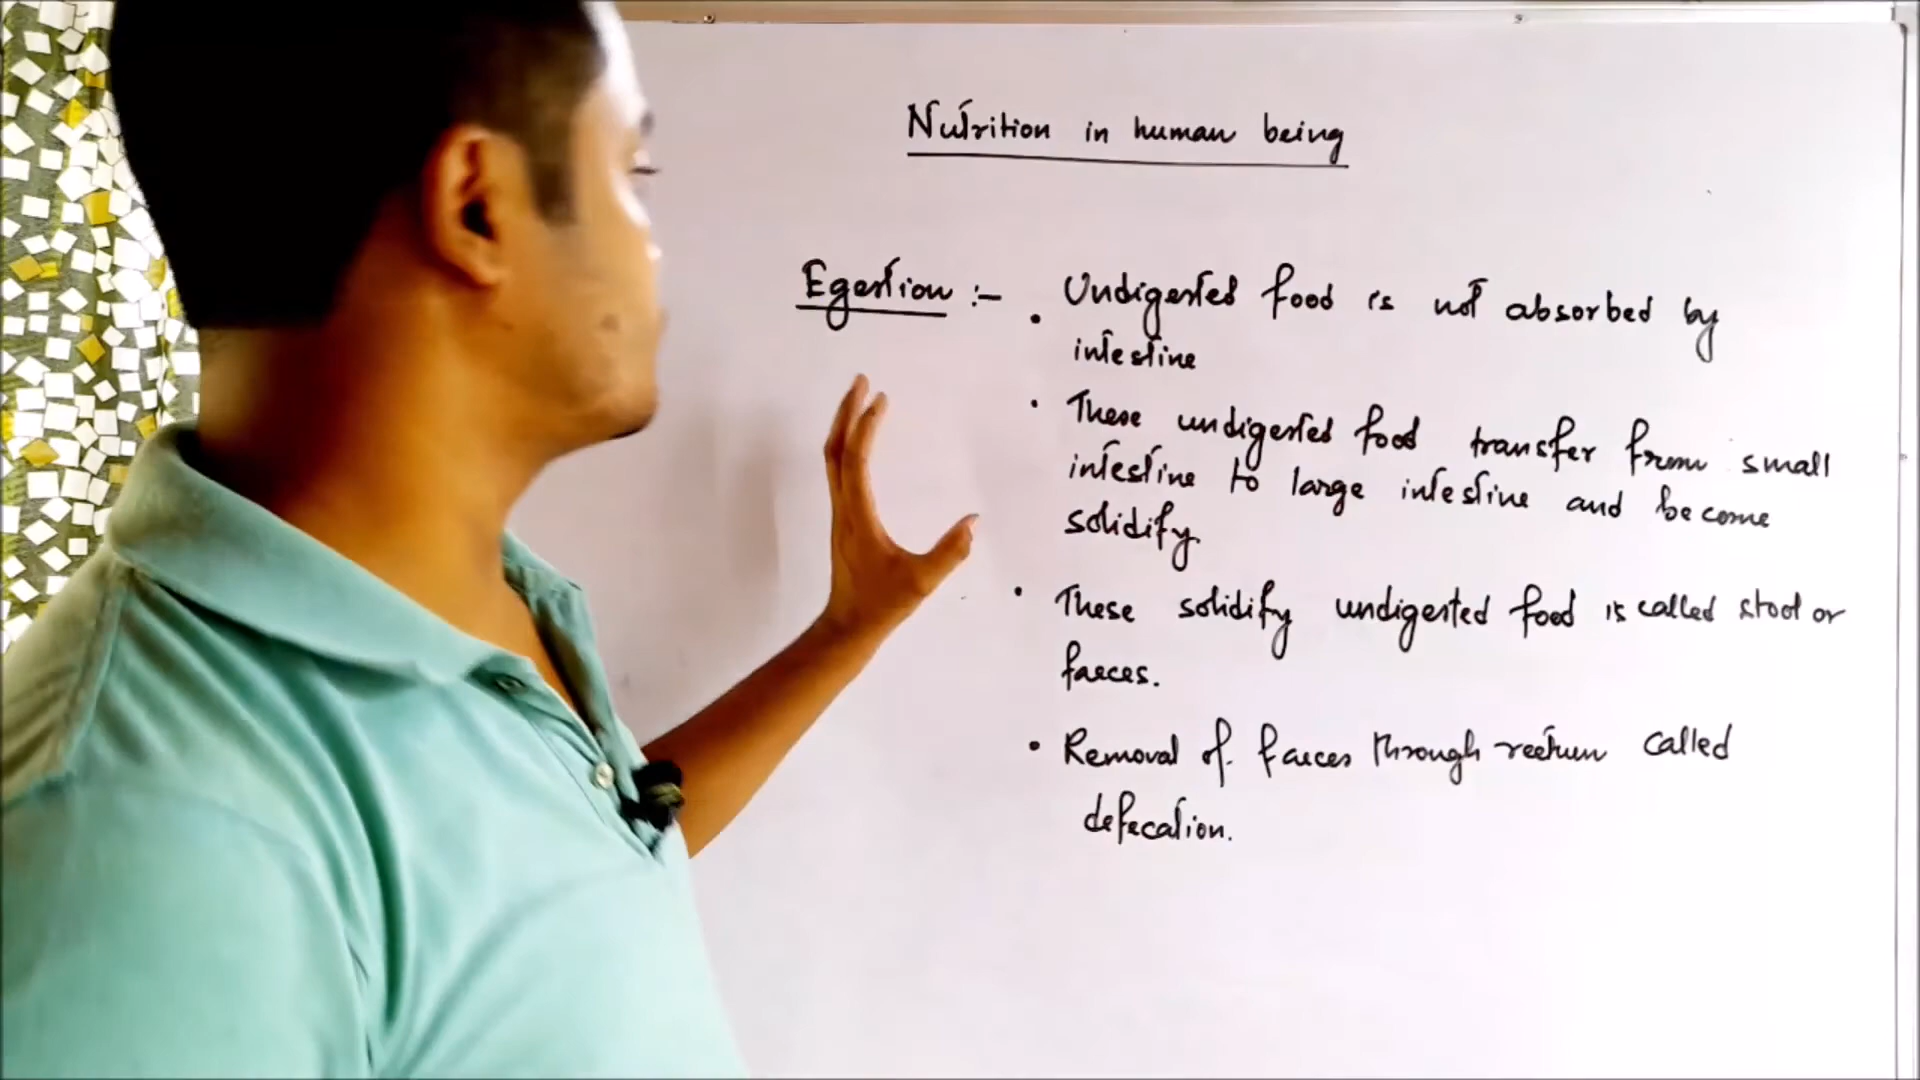 Nutrition in human being
Egestion :- • Undigested food is not absorbed by
intestine
• These undigested food transfer from small
intestine to large intestine and become
solidify.
• These solidify undigested food is called stool or
faeces.
• Removal of faeces through rectum called
defecation.